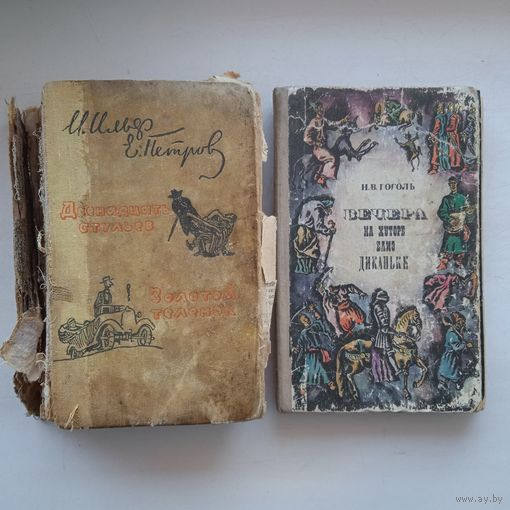 И. Ильф
Е. Петров
Двенадцать
стульев
Золотой
теленок
Н. В. ГОГОЛЬ
ВЕЧЕРА
НА ХУТОРЕ
БЛИЗ
ДИКАНЬКИ
www.ay.by